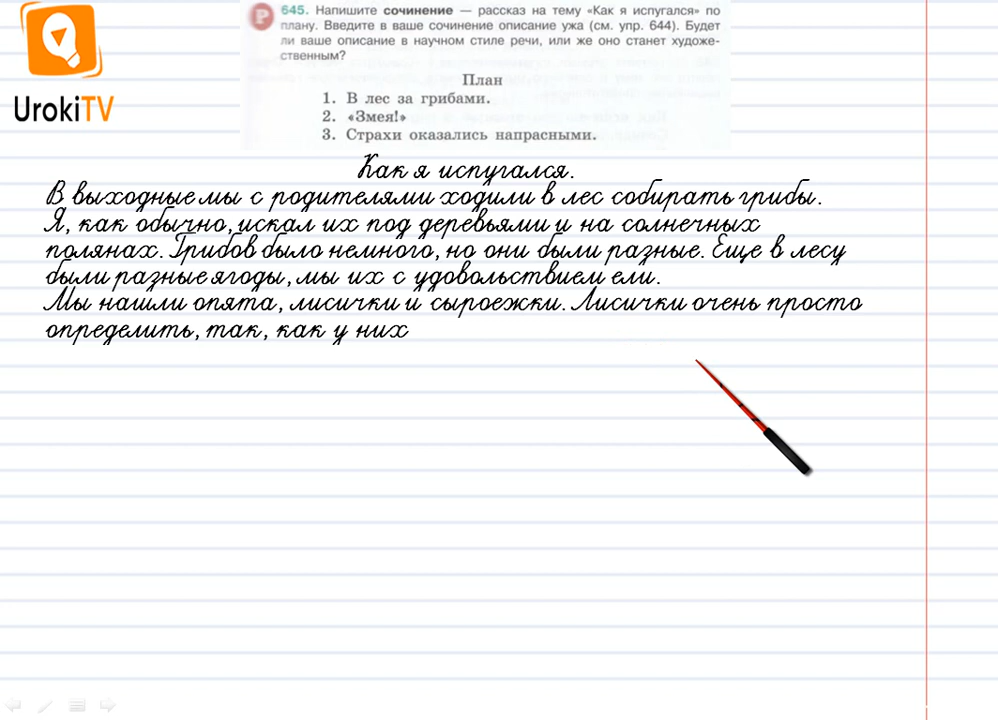 UrokiTV
Р
645. Напишите сочинение — рассказ на тему «Как я испугался» по
плану. Введите в ваше сочинение описание ужа (см. упр. 644). Будет
ли ваше описание в научном стиле речи, или же оно станет художе-
ственным?
План
1. В лес за грибами.
2. «Змея!»
3. Страхи оказались напрасными.
Как я испугался.
В выходные мы с родителями ходили в лес собирать грибы.
Я, как обычно, искал их под деревьями и на солнечных
полянах. Грибов было немного, но они были разные. Еще в лесу
были разные ягоды, мы их с удовольствием ели.
Мы нашли опята, лисички и сыроежки. Лисички очень просто
определить, так, как у них